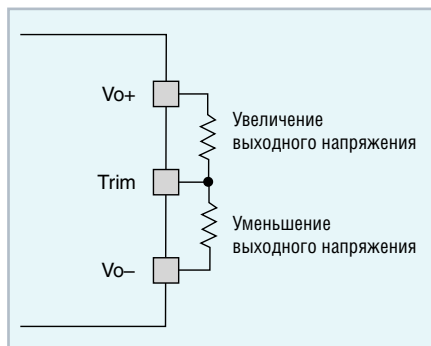 Vo+
Увеличение
выходного напряжения
Trim
Уменьшение
выходного напряжения
Vo–